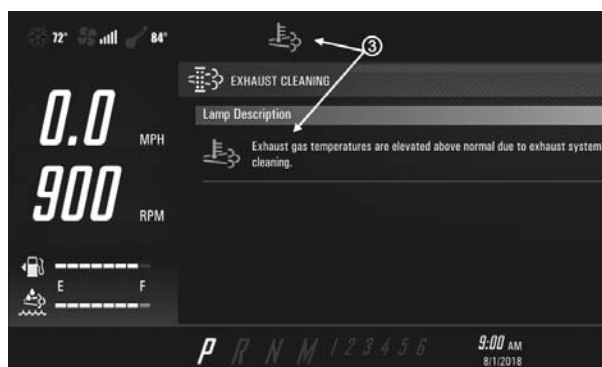 72° 84°
3
EXHAUST CLEANING
Lamp Description
0.0 MPH
Exhaust gas temperatures are elevated above normal due to exhaust system
cleaning.
900 RPM
E F
P R N M 1 2 3 4 5 6
9:00 AM
8/1/2018